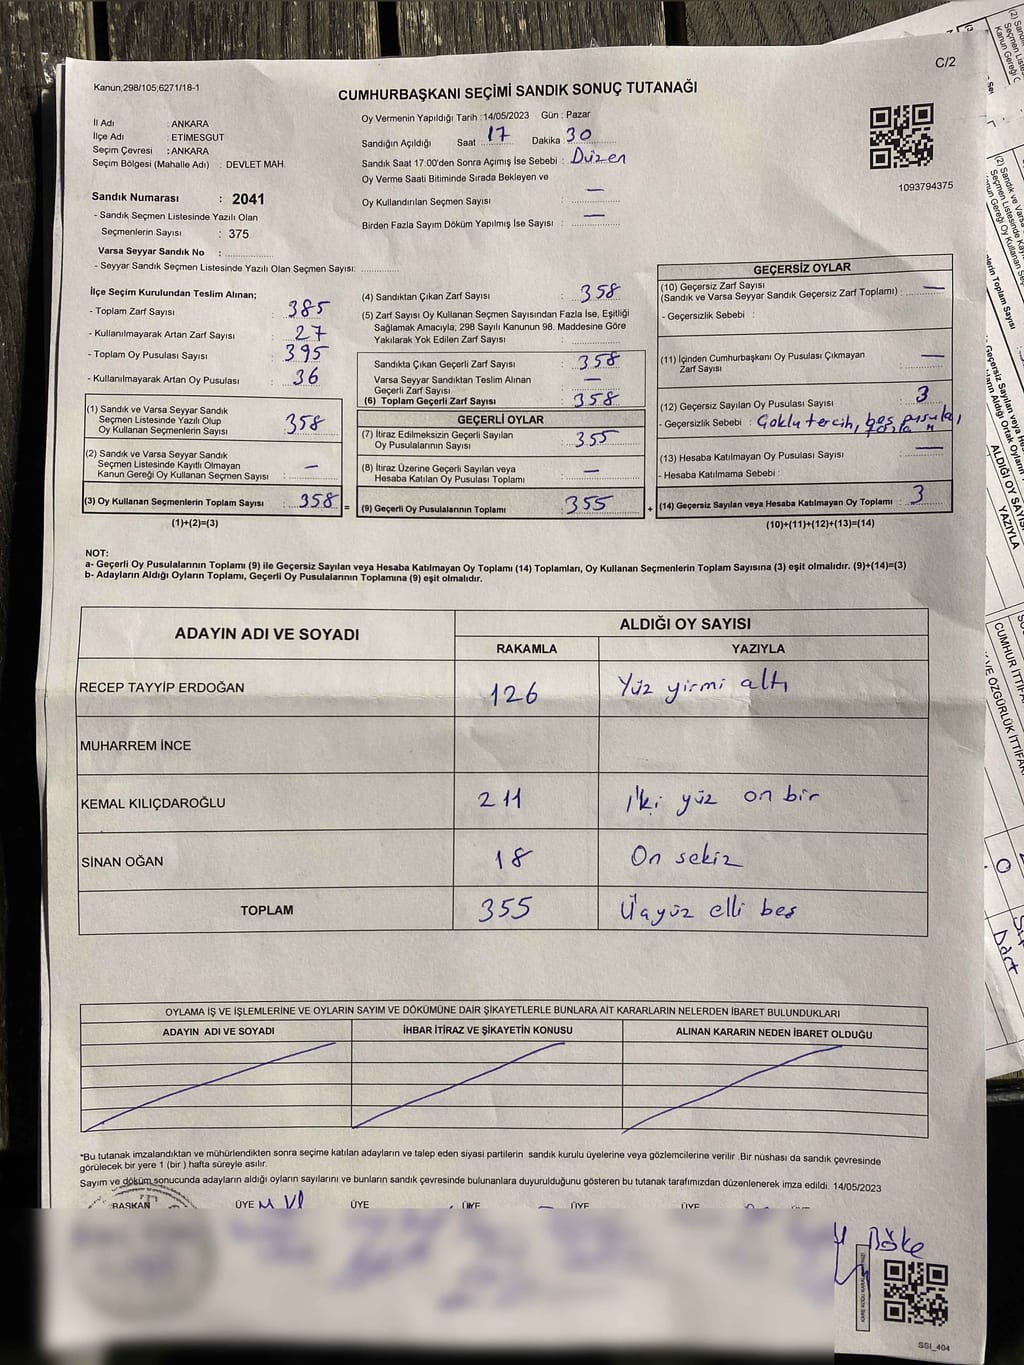 C/2
Kanun,298/105,6271/18-1
CUMHURBAŞKANI SEÇİMİ SANDIK SONUÇ TUTANAĞI
İl Adı : ANKARA
İlçe Adı : ETİMESGUT
Seçim Çevresi : ANKARA
Seçim Bölgesi (Mahalle Adı) : DEVLET MAH.
Oy Vermenin Yapıldığı Tarih :14/05/2023 Gün : Pazar
Sandığın Açıldığı Saat 17 Dakika 30
Sandık Saat 17:00'den Sonra Açımış İse Sebebi : Düzen
Oy Verme Saati Bitiminde Sırada Bekleyen ve
Oy Kullandırılan Seçmen Sayısı : —
Birden Fazla Sayım Döküm Yapılmış İse Sayısı : —
1093794375
Sandık Numarası : 2041
- Sandık Seçmen Listesinde Yazılı Olan
Seçmenlerin Sayısı : 375
Varsa Seyyar Sandık No :
- Seyyar Sandık Seçmen Listesinde Yazılı Olan Seçmen Sayısı:
İlçe Seçim Kurulundan Teslim Alınan;
- Toplam Zarf Sayısı : 385
- Kullanılmayarak Artan Zarf Sayısı : 27
- Toplam Oy Pusulası Sayısı : 395
- Kullanılmayarak Artan Oy Pusulası : 36
(1) Sandık ve Varsa Seyyar Sandık
Seçmen Listesinde Yazılı Olup
Oy Kullanan Seçmenlerin Sayısı : 358
(2) Sandık ve Varsa Seyyar Sandık
Seçmen Listesinde Kayıtlı Olmayan
Kanun Gereği Oy Kullanan Seçmen Sayısı : —
(3) Oy Kullanan Seçmenlerin Toplam Sayısı : 358 =
(1)+(2)=(3)
(4) Sandıktan Çıkan Zarf Sayısı : 358
(5) Zarf Sayısı Oy Kullanan Seçmen Sayısından Fazla İse, Eşitliği
Sağlamak Amacıyla; 298 Sayılı Kanunun 98. Maddesine Göre
Yakılarak Yok Edilen Zarf Sayısı :
Sandıkta Çıkan Geçerli Zarf Sayısı : 358
Varsa Seyyar Sandıktan Teslim Alınan
Geçerli Zarf Sayısı : —
(6) Toplam Geçerli Zarf Sayısı : 358
GEÇERLİ OYLAR
(7) İtiraz Edilmeksizin Geçerli Sayılan
Oy Pusulalarının Sayısı : 355
(8) İtiraz Üzerine Geçerli Sayılan veya
Hesaba Katılan Oy Pusulası Toplamı : —
(9) Geçerli Oy Pusulalarının Toplamı : 355 +
GEÇERSİZ OYLAR
(10) Geçersiz Zarf Sayısı
(Sandık ve Varsa Seyyar Sandık Geçersiz Zarf Toplamı) : —
- Geçersizlik Sebebi :
(11) İçinden Cumhurbaşkanı Oy Pusulası Çıkmayan
Zarf Sayısı : —
(12) Geçersiz Sayılan Oy Pusulası Sayısı : 3
- Geçersizlik Sebebi : Çoklu tercih, boş pusula,
(13) Hesaba Katılmayan Oy Pusulası Sayısı : —
- Hesaba Katılmama Sebebi :
(14) Geçersiz Sayılan veya Hesaba Katılmayan Oy Toplamı : 3
(10)+(11)+(12)+(13)=(14)
NOT:
a- Geçerli Oy Pusulalarının Toplamı (9) ile Geçersiz Sayılan veya Hesaba Katılmayan Oy Toplamı (14) Toplamları, Oy Kullanan Seçmenlerin Toplam Sayısına (3) eşit olmalıdır. (9)+(14)=(3)
b- Adayların Aldığı Oyların Toplamı, Geçerli Oy Pusulalarının Toplamına (9) eşit olmalıdır.
ADAYIN ADI VE SOYADI ALDIĞI OY SAYISI
RAKAMLA YAZIYLA
RECEP TAYYİP ERDOĞAN 126 Yüz yirmi altı
MUHARREM İNCE
KEMAL KILIÇDAROĞLU 211 İki yüz on bir
SİNAN OĞAN 18 On sekiz
TOPLAM 355 Üçyüz elli beş
OYLAMA İŞ VE İŞLEMLERİNE VE OYLARIN SAYIM VE DÖKÜMÜNE DAİR ŞİKAYETLERLE BUNLARA AİT KARARLARIN NELERDEN İBARET BULUNDUKLARI
ADAYIN ADI VE SOYADI İHBAR İTİRAZ VE ŞİKAYETİN KONUSU ALINAN KARARIN NEDEN İBARET OLDUĞU
*Bu tutanak imzalandıktan ve mühürlendikten sonra seçime katılan adayların ve talep eden siyasi partilerin sandık kurulu üyelerine veya gözlemcilerine verilir .Bir nüshası da sandık çevresinde
görülecek bir yere 1 (bir ) hafta süreyle asılır.
Sayım ve döküm sonucunda adayların aldığı oyların sayılarını ve bunların sandık çevresinde bulunanlara duyurulduğunu gösteren bu tutanak tarafımızdan düzenlenerek imza edildi. 14/05/2023
BAŞKAN ÜYE ÜYE ÜYE ÜYE ÜYE ÜYE
Böke
SSI_404
ALDIĞI OY SAYISI
YAZIYLA
Dört